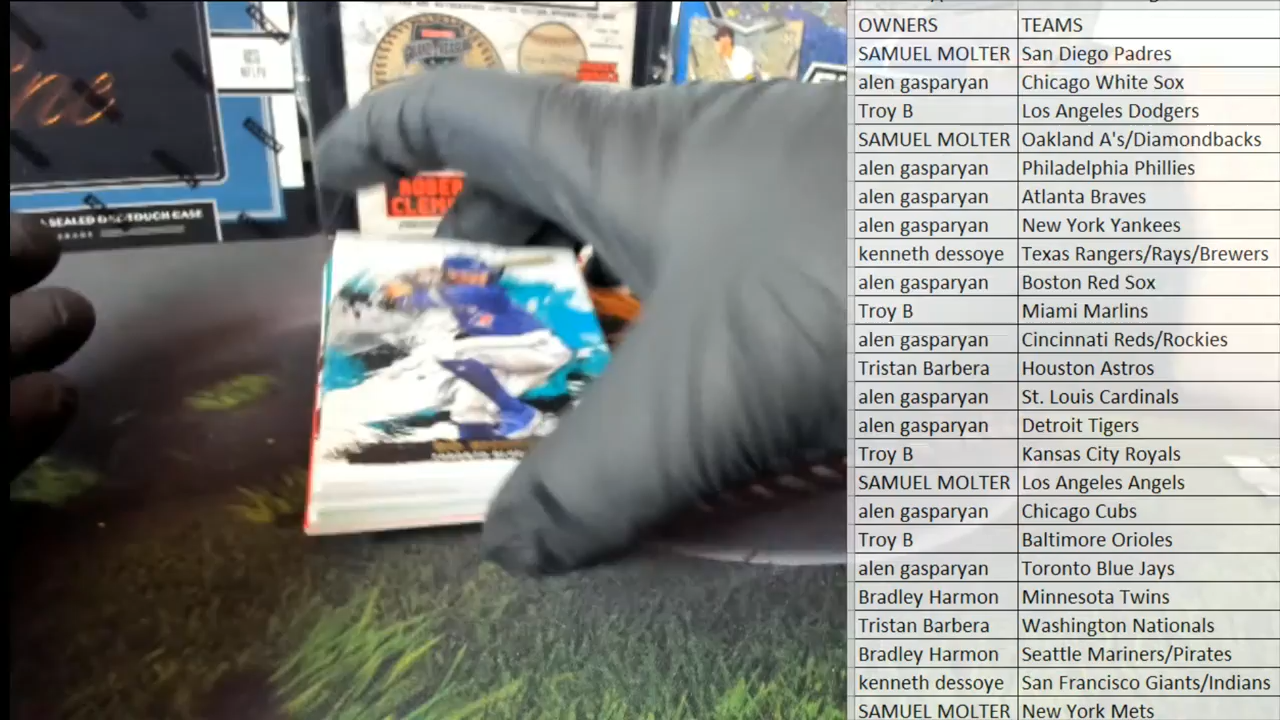 OWNERS TEAMS
SAMUEL MOLTER San Diego Padres
alen gasparyan Chicago White Sox
Troy B Los Angeles Dodgers
SAMUEL MOLTER Oakland A's/Diamondbacks
alen gasparyan Philadelphia Phillies
alen gasparyan Atlanta Braves
alen gasparyan New York Yankees
kenneth dessoye Texas Rangers/Rays/Brewers
alen gasparyan Boston Red Sox
Troy B Miami Marlins
alen gasparyan Cincinnati Reds/Rockies
Tristan Barbera Houston Astros
alen gasparyan St. Louis Cardinals
alen gasparyan Detroit Tigers
Troy B Kansas City Royals
SAMUEL MOLTER Los Angeles Angels
alen gasparyan Chicago Cubs
Troy B Baltimore Orioles
alen gasparyan Toronto Blue Jays
Bradley Harmon Minnesota Twins
Tristan Barbera Washington Nationals
Bradley Harmon Seattle Mariners/Pirates
kenneth dessoye San Francisco Giants/Indians
SAMUEL MOLTER New York Mets
SEALED ONE-TOUCH CASE